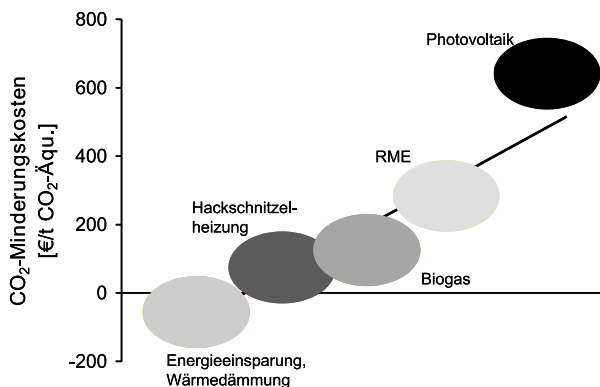 800
600
400
200
0
-200
CO₂-Minderungskosten
[€/t CO₂-Äqu.]
Photovoltaik
RME
Hackschnitzel-
heizung
Biogas
Energieeinsparung,
Wärmedämmung